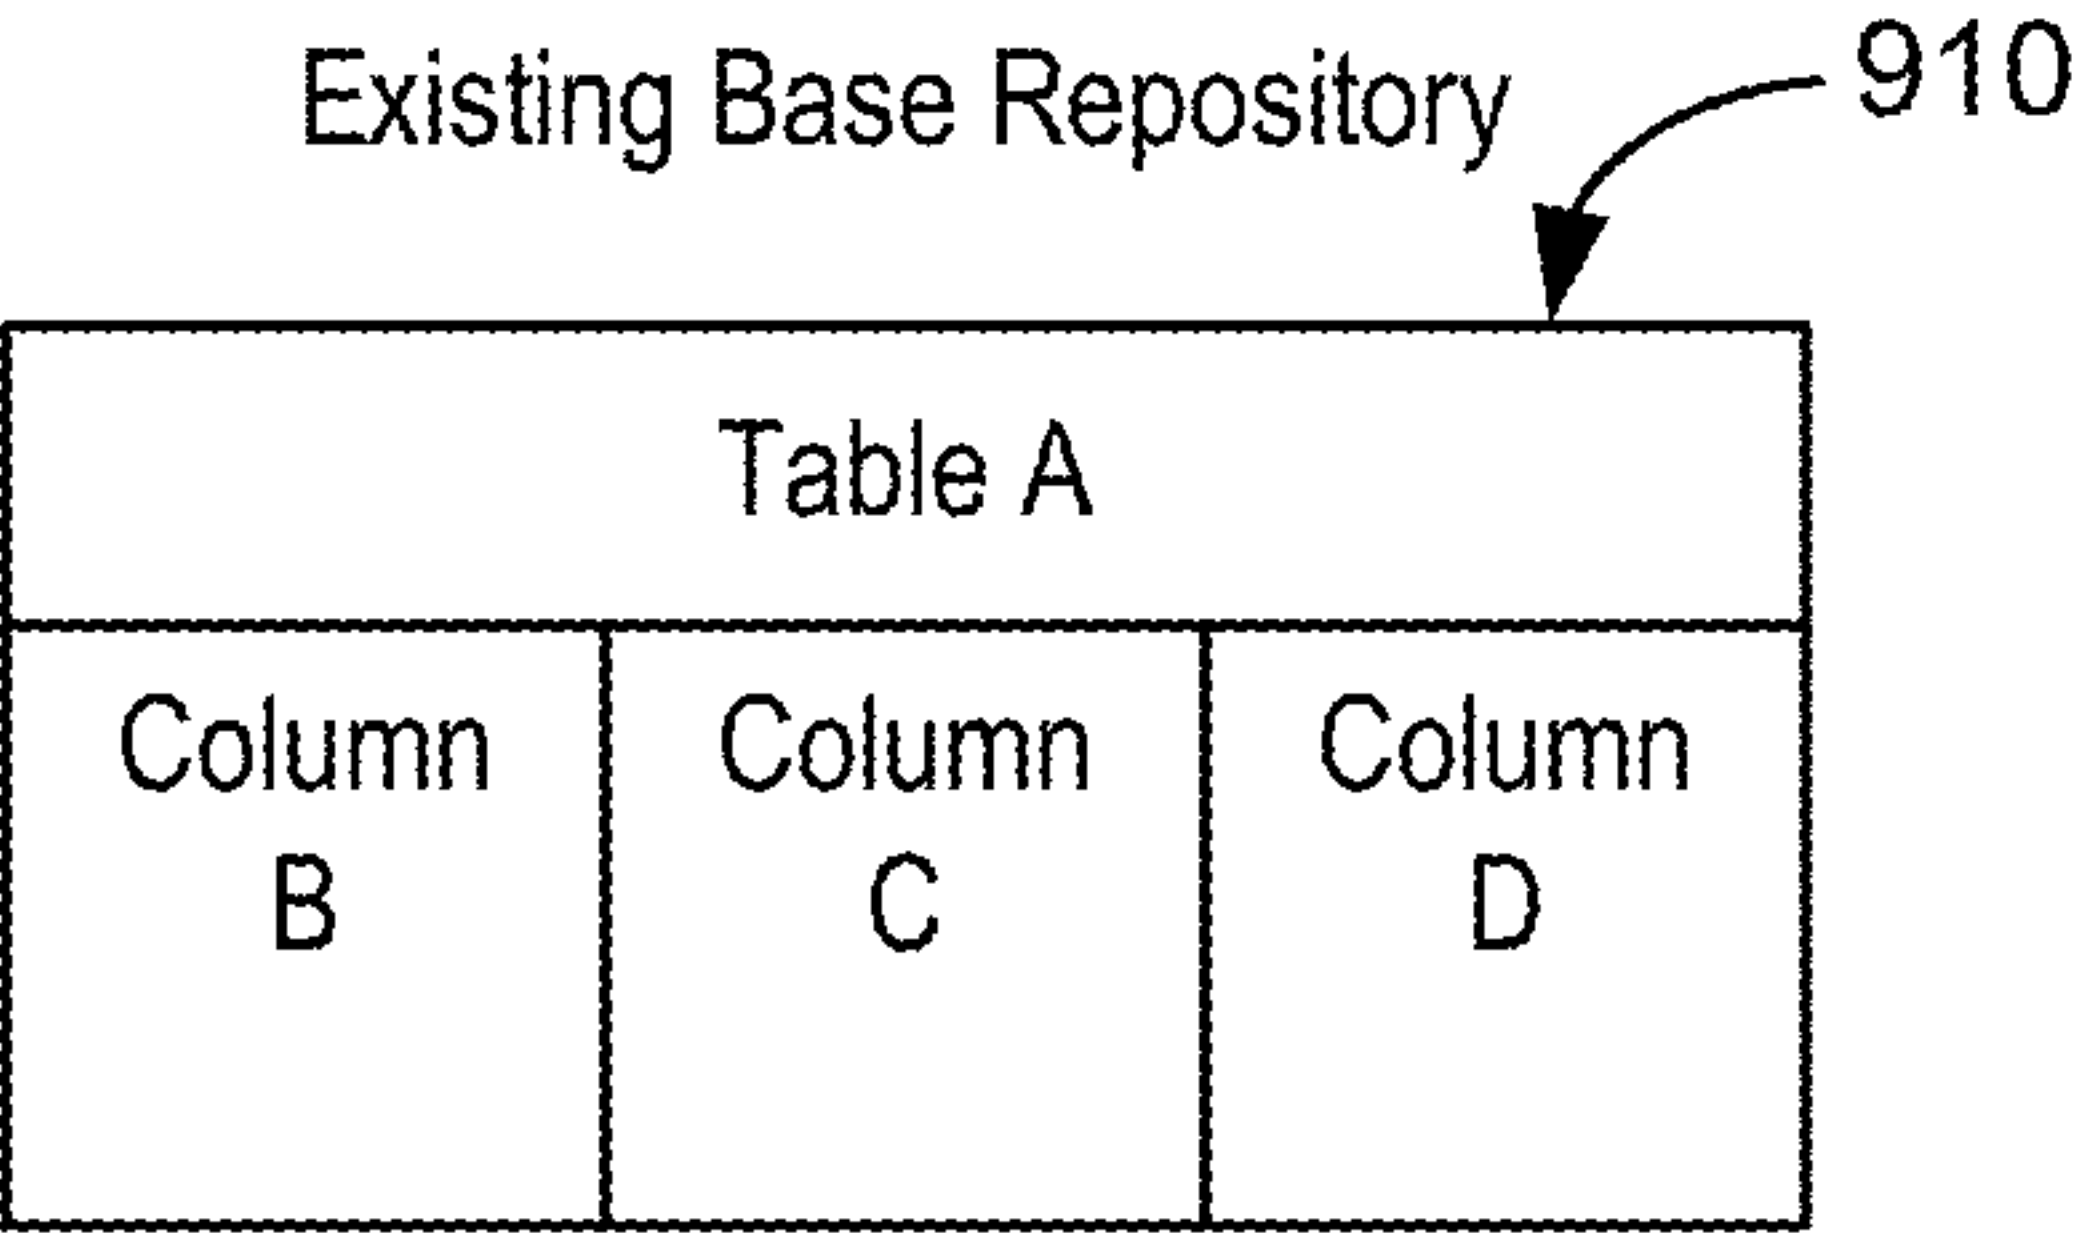 Existing Base Repository
910
Table A
Column
B
Column
C
Column
D